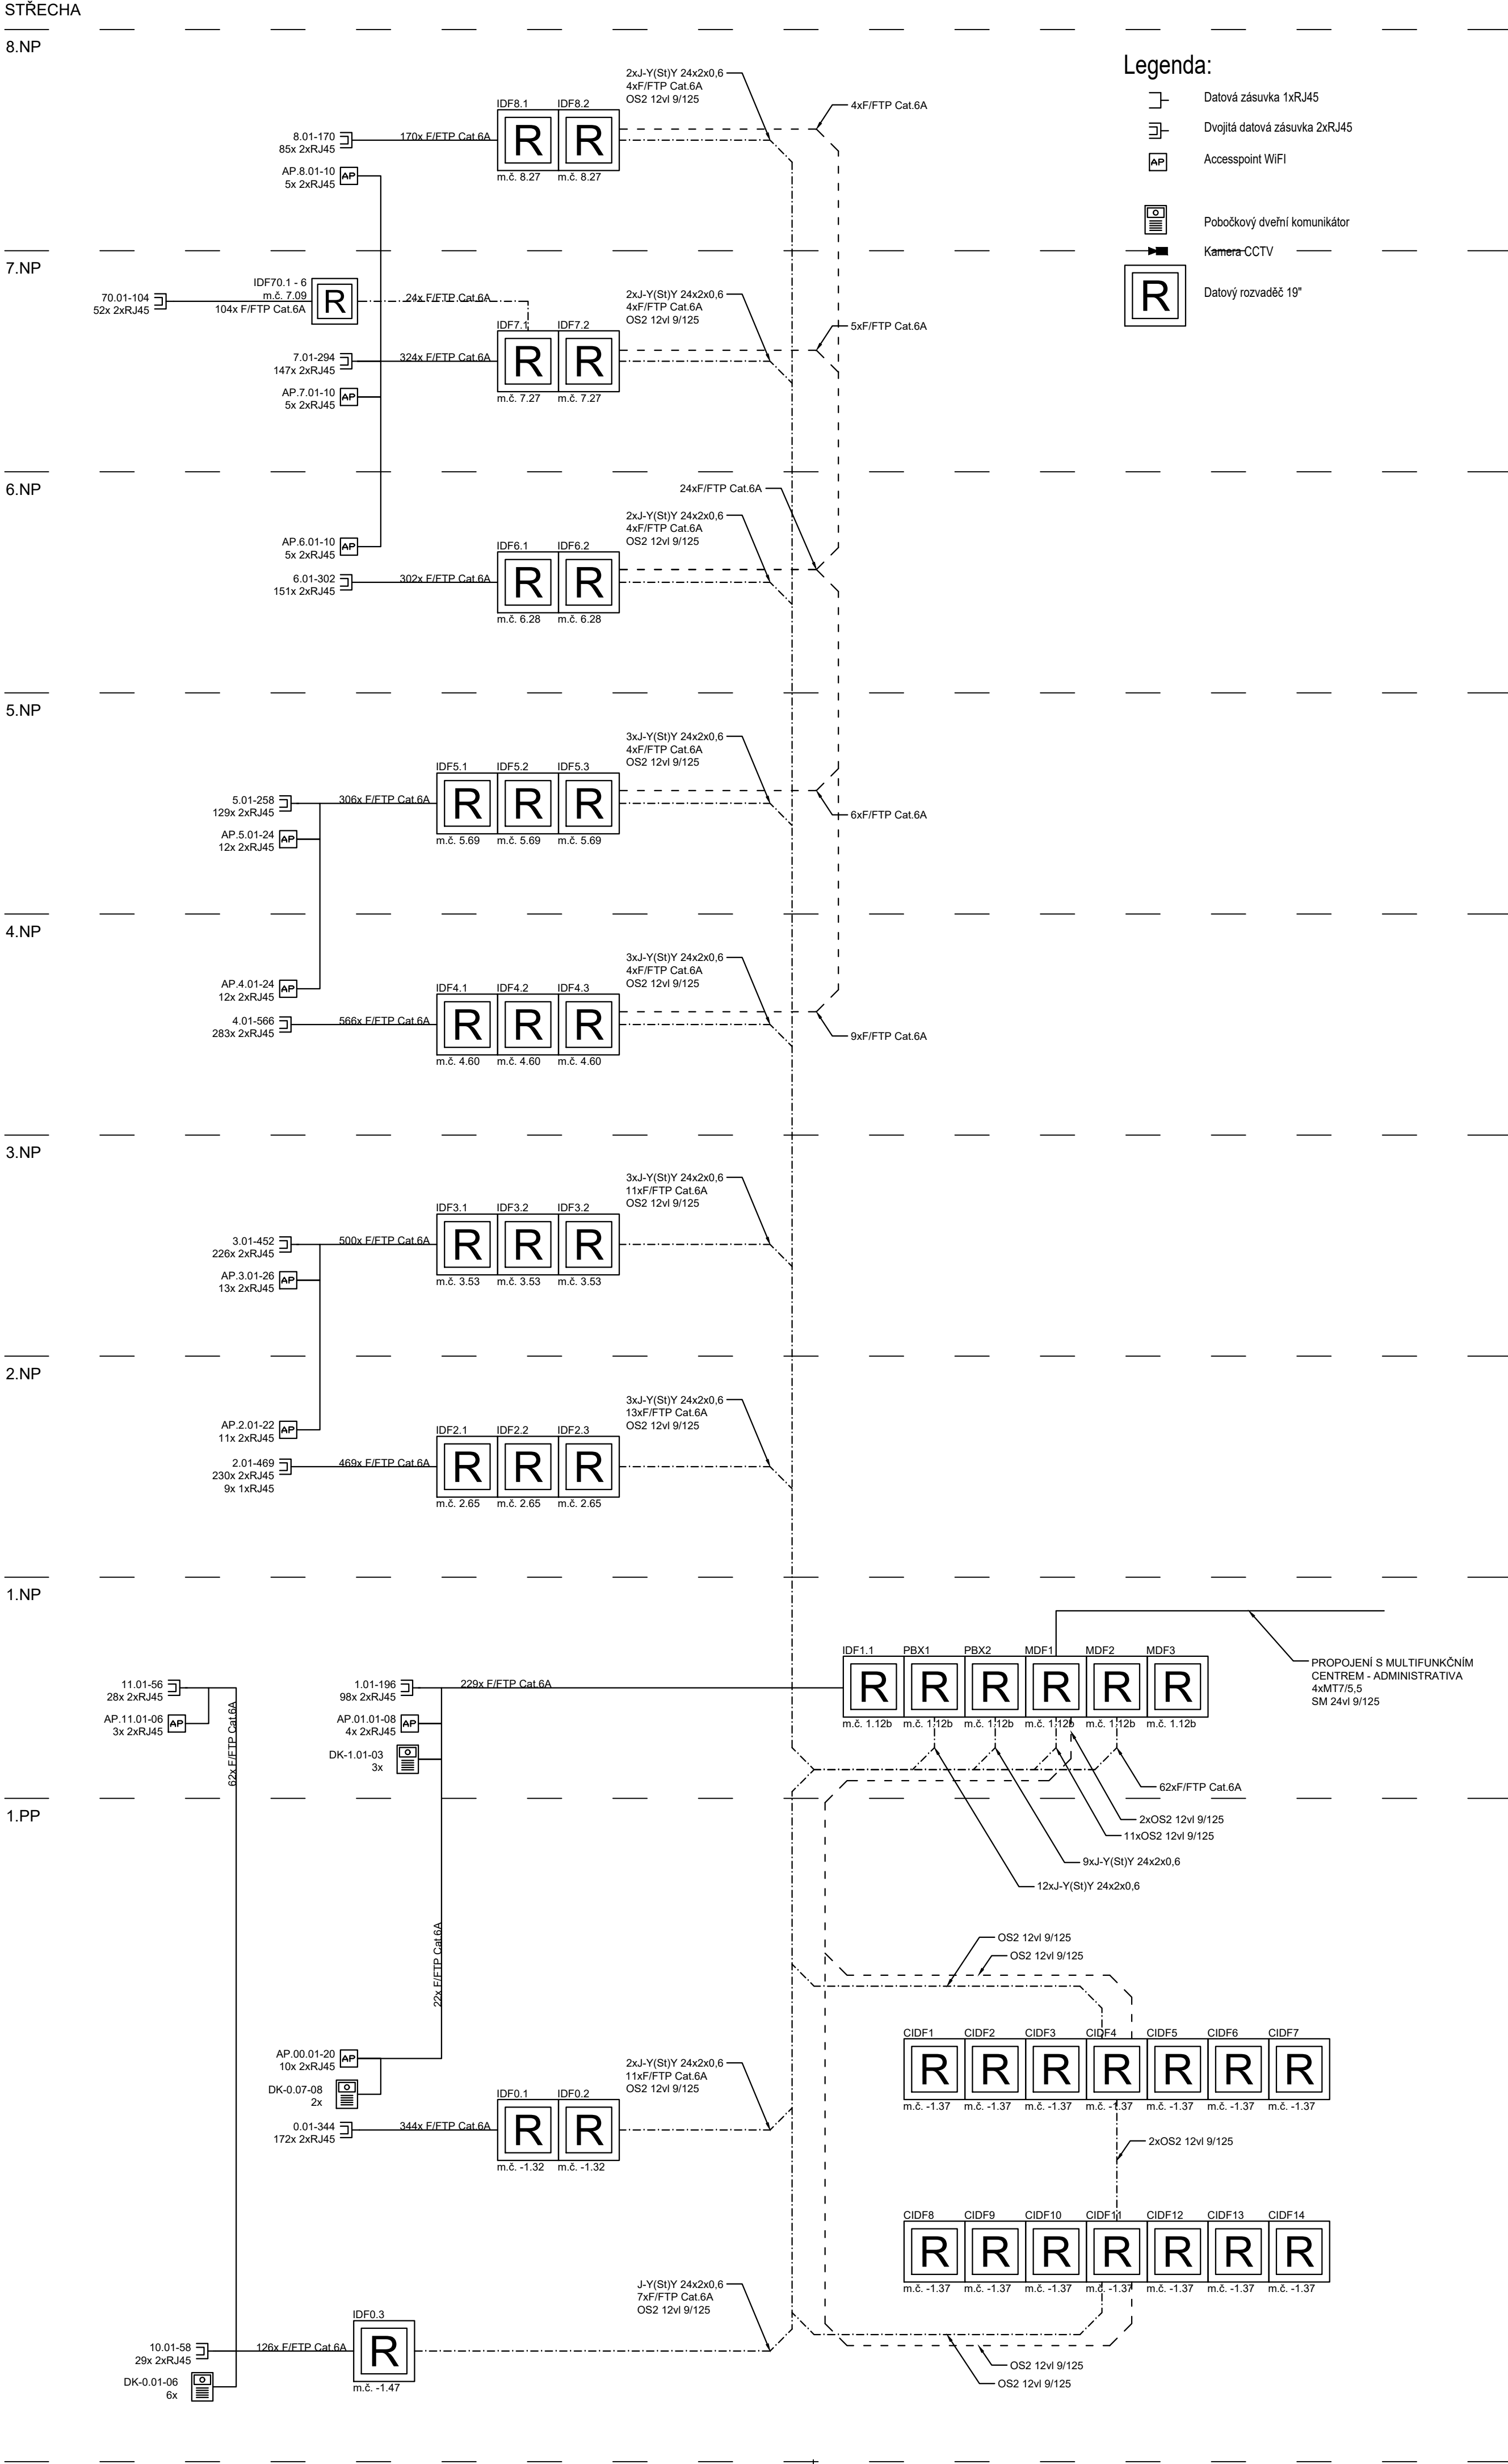 STŘECHA
8.NP
8.01-170
85x 2xRJ45
170x F/FTP Cat.6A
AP.8.01-10
5x 2xRJ45
AP
IDF8.1
IDF8.2
R
R
m.č. 8.27
m.č. 8.27
2xJ-Y(St)Y 24x2x0,6
4xF/FTP Cat.6A
OS2 12vl 9/125
4xF/FTP Cat.6A
Legenda:
Datová zásuvka 1xRJ45
Dvojitá datová zásuvka 2xRJ45
AP
Accesspoint WiFI
Pobočkový dveřní komunikátor
Kamera CCTV
R
Datový rozvaděč 19"
7.NP
70.01-104
52x 2xRJ45
IDF70.1 - 6
m.č. 7.09
104x F/FTP Cat.6A
R
24x F/FTP Cat.6A
7.01-294
147x 2xRJ45
324x F/FTP Cat.6A
AP.7.01-10
5x 2xRJ45
AP
IDF7.1
IDF7.2
R
R
m.č. 7.27
m.č. 7.27
2xJ-Y(St)Y 24x2x0,6
4xF/FTP Cat.6A
OS2 12vl 9/125
5xF/FTP Cat.6A
6.NP
24xF/FTP Cat.6A
AP.6.01-10
5x 2xRJ45
AP
6.01-302
151x 2xRJ45
302x F/FTP Cat.6A
IDF6.1
IDF6.2
R
R
m.č. 6.28
m.č. 6.28
2xJ-Y(St)Y 24x2x0,6
4xF/FTP Cat.6A
OS2 12vl 9/125
5.NP
5.01-258
129x 2xRJ45
306x F/FTP Cat.6A
AP.5.01-24
12x 2xRJ45
AP
IDF5.1
IDF5.2
IDF5.3
R
R
R
m.č. 5.69
m.č. 5.69
m.č. 5.69
3xJ-Y(St)Y 24x2x0,6
4xF/FTP Cat.6A
OS2 12vl 9/125
6xF/FTP Cat.6A
4.NP
AP.4.01-24
12x 2xRJ45
AP
4.01-566
283x 2xRJ45
566x F/FTP Cat.6A
IDF4.1
IDF4.2
IDF4.3
R
R
R
m.č. 4.60
m.č. 4.60
m.č. 4.60
3xJ-Y(St)Y 24x2x0,6
4xF/FTP Cat.6A
OS2 12vl 9/125
9xF/FTP Cat.6A
3.NP
3.01-452
226x 2xRJ45
500x F/FTP Cat.6A
AP.3.01-26
13x 2xRJ45
AP
IDF3.1
IDF3.2
IDF3.2
R
R
R
m.č. 3.53
m.č. 3.53
m.č. 3.53
3xJ-Y(St)Y 24x2x0,6
11xF/FTP Cat.6A
OS2 12vl 9/125
2.NP
AP.2.01-22
11x 2xRJ45
AP
2.01-469
230x 2xRJ45
9x 1xRJ45
469x F/FTP Cat.6A
IDF2.1
IDF2.2
IDF2.3
R
R
R
m.č. 2.65
m.č. 2.65
m.č. 2.65
3xJ-Y(St)Y 24x2x0,6
13xF/FTP Cat.6A
OS2 12vl 9/125
1.NP
11.01-56
28x 2xRJ45
AP.11.01-06
3x 2xRJ45
AP
62x F/FTP Cat.6A
1.01-196
98x 2xRJ45
229x F/FTP Cat.6A
AP.01.01-08
4x 2xRJ45
AP
DK-1.01-03
3x
IDF1.1
PBX1
PBX2
MDF1
MDF2
MDF3
R
R
R
R
R
R
m.č. 1.12b
m.č. 1.12b
m.č. 1.12b
m.č. 1.12b
m.č. 1.12b
m.č. 1.12b
PROPOJENÍ S MULTIFUNKČNÍM
CENTREM - ADMINISTRATIVA
4xMT7/5,5
SM 24vl 9/125
62xF/FTP Cat.6A
1.PP
2xOS2 12vl 9/125
11xOS2 12vl 9/125
9xJ-Y(St)Y 24x2x0,6
12xJ-Y(St)Y 24x2x0,6
22x F/FTP Cat.6A
OS2 12vl 9/125
OS2 12vl 9/125
AP.00.01-20
10x 2xRJ45
AP
DK-0.07-08
2x
0.01-344
172x 2xRJ45
344x F/FTP Cat.6A
IDF0.1
IDF0.2
R
R
m.č. -1.32
m.č. -1.32
2xJ-Y(St)Y 24x2x0,6
11xF/FTP Cat.6A
OS2 12vl 9/125
CIDF1
CIDF2
CIDF3
CIDF4
CIDF5
CIDF6
CIDF7
R
R
R
R
R
R
R
m.č. -1.37
m.č. -1.37
m.č. -1.37
m.č. -1.37
m.č. -1.37
m.č. -1.37
m.č. -1.37
2xOS2 12vl 9/125
CIDF8
CIDF9
CIDF10
CIDF11
CIDF12
CIDF13
CIDF14
R
R
R
R
R
R
R
m.č. -1.37
m.č. -1.37
m.č. -1.37
m.č. -1.37
m.č. -1.37
m.č. -1.37
m.č. -1.37
J-Y(St)Y 24x2x0,6
7xF/FTP Cat.6A
OS2 12vl 9/125
10.01-58
29x 2xRJ45
126x F/FTP Cat.6A
DK-0.01-06
6x
IDF0.3
R
m.č. -1.47
OS2 12vl 9/125
OS2 12vl 9/125